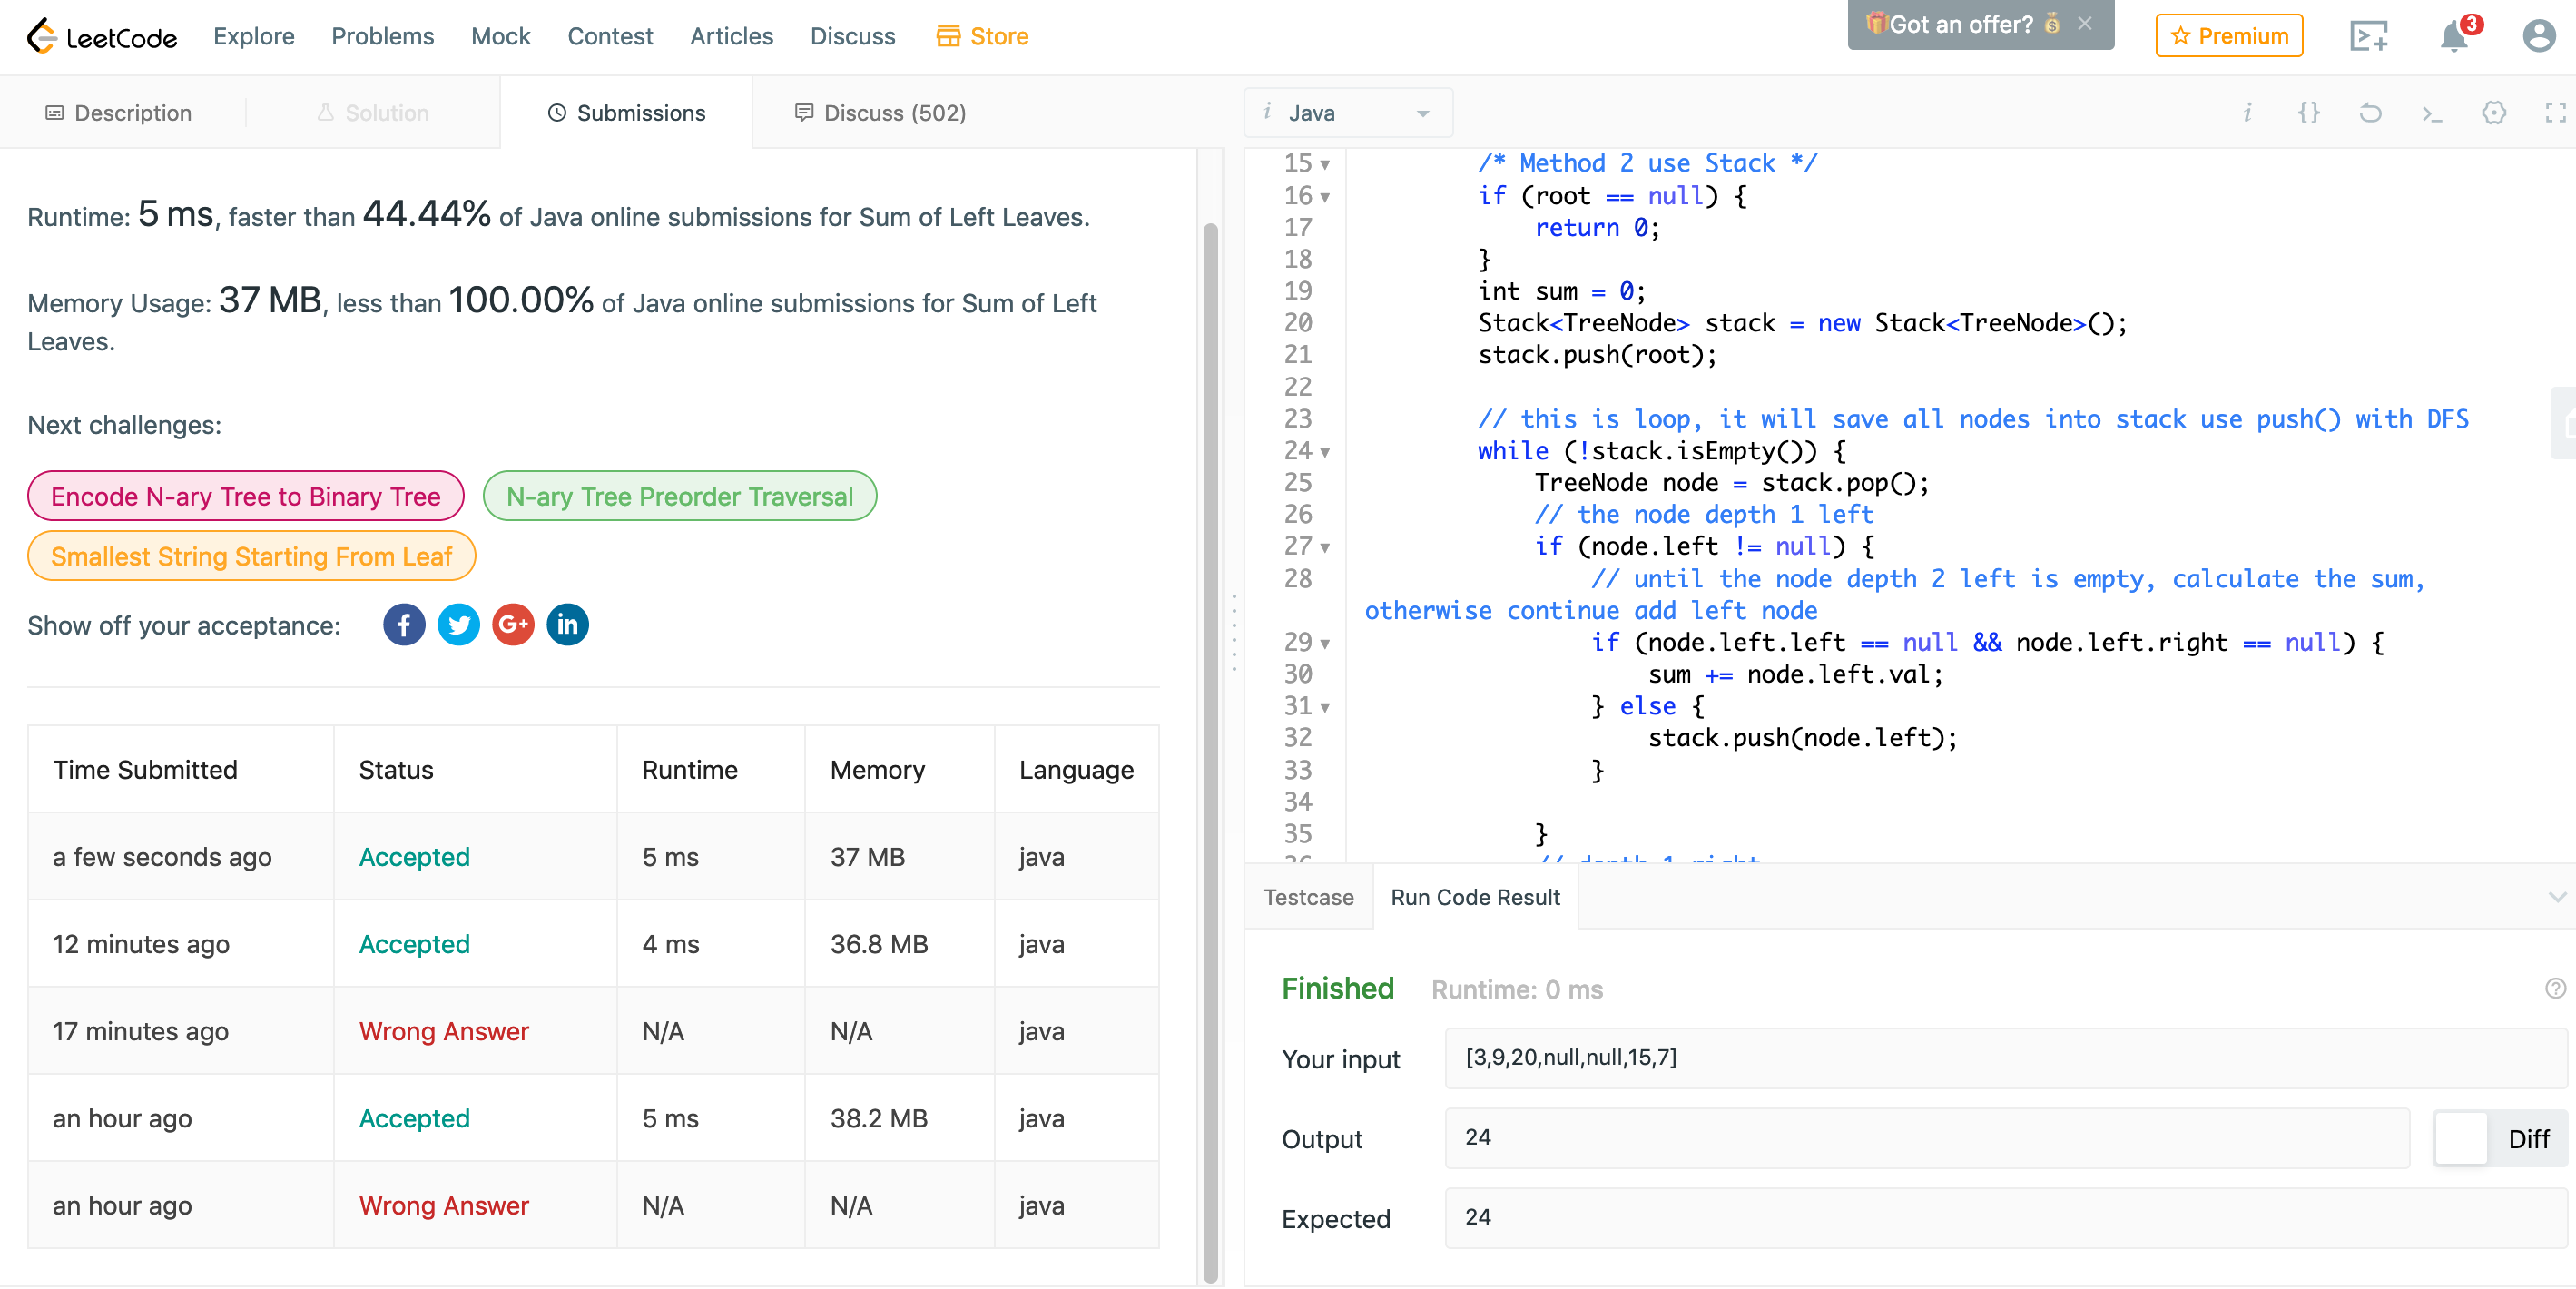 LeetCode Explore Problems Mock Contest Articles Discuss Store
🎁Got an offer? 💰 ×
Premium
3
Description
Solution
Submissions
Discuss (502)
Runtime: 5 ms, faster than 44.44% of Java online submissions for Sum of Left Leaves.
Memory Usage: 37 MB, less than 100.00% of Java online submissions for Sum of Left
Leaves.
Next challenges:
Encode N-ary Tree to Binary Tree
N-ary Tree Preorder Traversal
Smallest String Starting From Leaf
Show off your acceptance:
f
G+
in
Time Submitted Status Runtime Memory Language
a few seconds ago Accepted 5 ms 37 MB java
12 minutes ago Accepted 4 ms 36.8 MB java
17 minutes ago Wrong Answer N/A N/A java
an hour ago Accepted 5 ms 38.2 MB java
an hour ago Wrong Answer N/A N/A java
i Java
i {} >_
15 /* Method 2 use Stack */
16 if (root == null) {
17 return 0;
18 }
19 int sum = 0;
20 Stack<TreeNode> stack = new Stack<TreeNode>();
21 stack.push(root);
22
23 // this is loop, it will save all nodes into stack use push() with DFS
24 while (!stack.isEmpty()) {
25 TreeNode node = stack.pop();
26 // the node depth 1 left
27 if (node.left != null) {
28 // until the node depth 2 left is empty, calculate the sum,
otherwise continue add left node
29 if (node.left.left == null && node.left.right == null) {
30 sum += node.left.val;
31 } else {
32 stack.push(node.left);
33 }
34
35 }
36 // depth 1 right
Testcase
Run Code Result
Finished Runtime: 0 ms
?
Your input [3,9,20,null,null,15,7]
Output 24
Diff
Expected 24